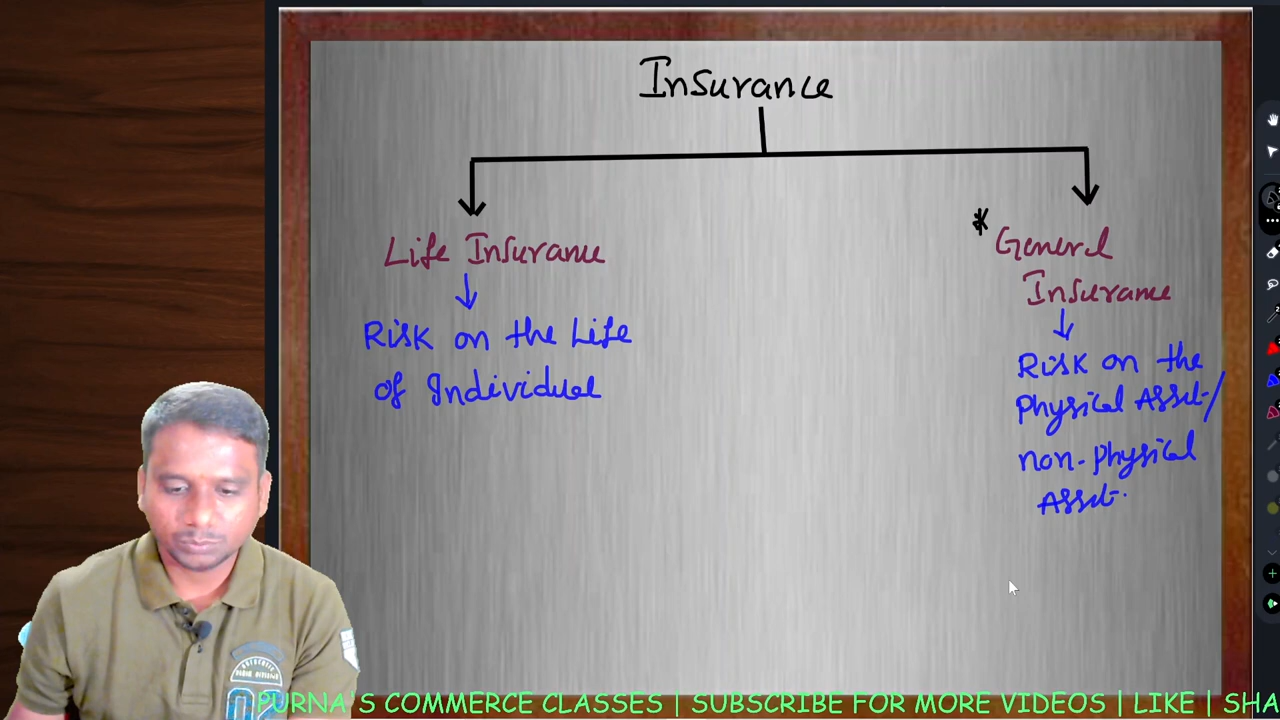 Insurance
Life Insurance
* General
Insurance
Risk on the Life
of Individual
Risk on the
Physical Asset/
non-physical
Asset.
PURNA'S COMMERCE CLASSES | SUBSCRIBE FOR MORE VIDEOS | LIKE | SHA